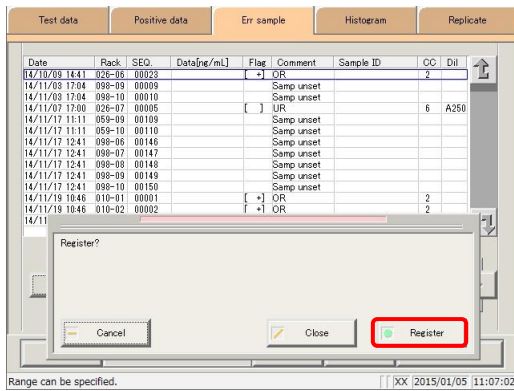 Test data Positive data Err sample Histogram Replicate
Date Rack SEQ. Data[ng/mL] Flag Comment Sample ID CC Dil
14/10/09 14:41 026-06 00023 [ +] OR 2
14/11/03 17:04 098-09 00009 Samp unset
14/11/03 17:04 098-10 00010 Samp unset
14/11/07 17:00 026-07 00005 [ ] UR 6 A250
14/11/17 11:11 059-09 00109 Samp unset
14/11/17 11:11 059-10 00110 Samp unset
14/11/17 12:41 098-06 00146 Samp unset
14/11/17 12:41 098-07 00147 Samp unset
14/11/17 12:41 098-08 00148 Samp unset
14/11/17 12:41 098-09 00149 Samp unset
14/11/17 12:41 098-10 00150 Samp unset
14/11/19 10:46 010-01 00001 [ +] OR 2
14/11/19 10:46 010-02 00002 [ +] OR 2
14/11
Register?
Cancel Close Register
Range can be specified. XX 2015/01/05 11:07:02